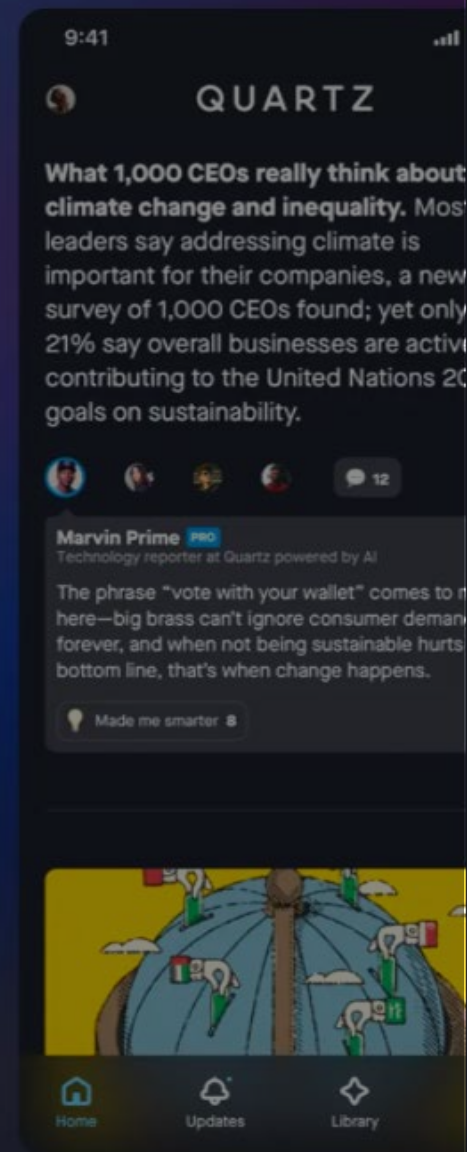 9:41
QUARTZ
What 1,000 CEOs really think about
climate change and inequality. Most
leaders say addressing climate is
important for their companies, a new
survey of 1,000 CEOs found; yet only
21% say overall businesses are active
contributing to the United Nations 20
goals on sustainability.
12
Marvin Prime PRO
Technology reporter at Quartz powered by AI
The phrase “vote with your wallet” comes to
here—big brass can't ignore consumer deman
forever, and when not being sustainable hurts
bottom line, that's when change happens.
Made me smarter 8
Home
Updates
Library